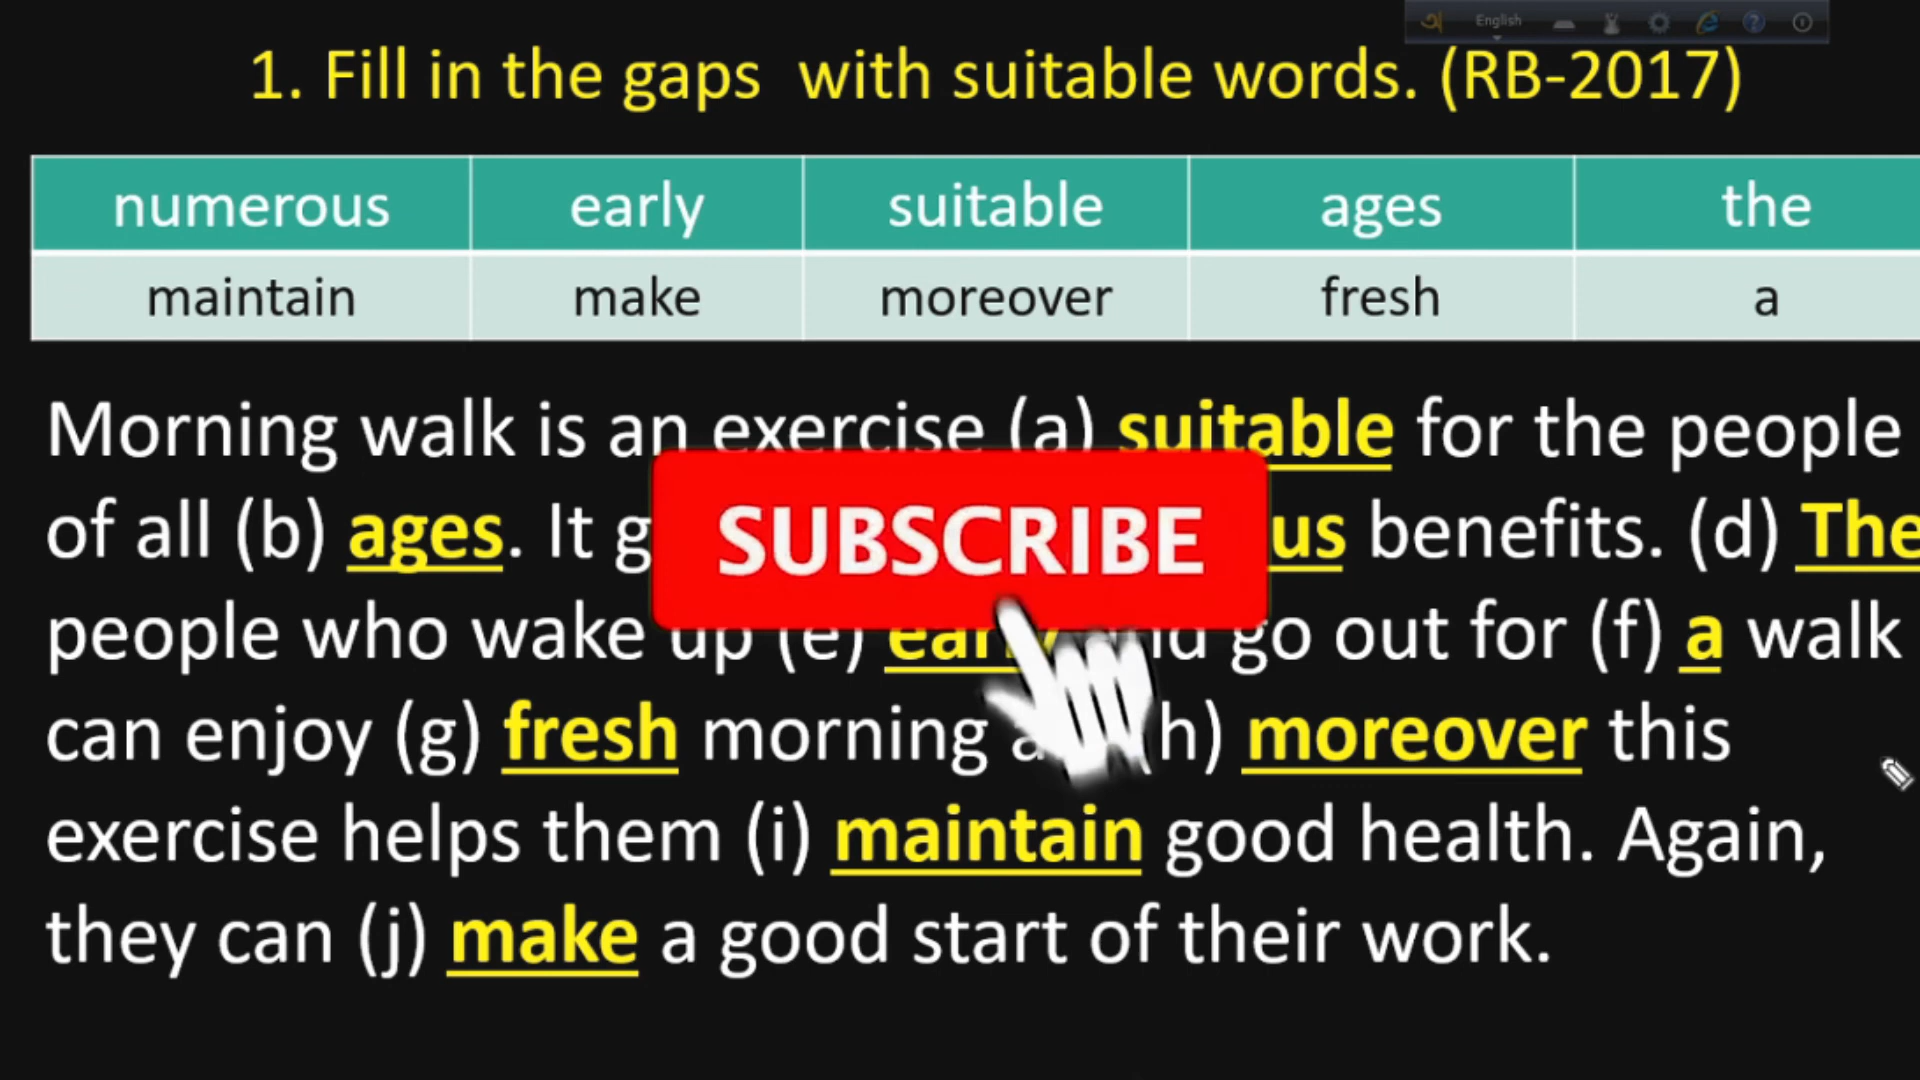 English
1. Fill in the gaps with suitable words. (RB-2017)
numerous early suitable ages the
maintain make moreover fresh a
Morning walk is an exercise (a) suitable for the people
of all (b) ages. It g us benefits. (d) The
SUBSCRIBE
people who wake up (e) early and go out for (f) a walk
can enjoy (g) fresh morning (h) moreover this
exercise helps them (i) maintain good health. Again,
they can (j) make a good start of their work.